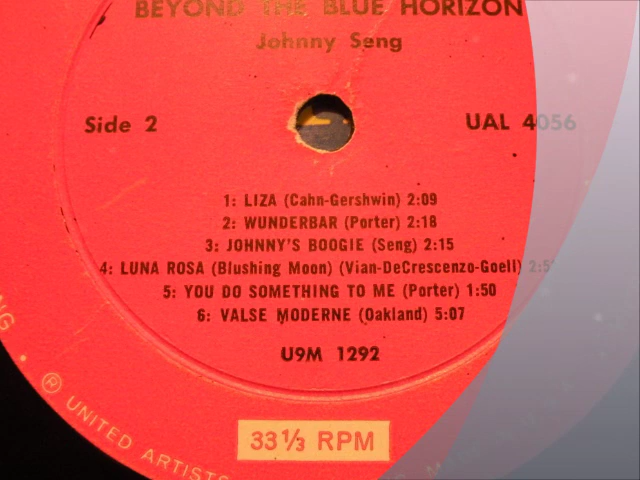 BEYOND THE BLUE HORIZON
Johnny Seng
Side 2
UAL 4056
1: LIZA (Cahn-Gershwin) 2:09
2: WUNDERBAR (Porter) 2:18
3: JOHNNY'S BOOGIE (Seng) 2:15
4: LUNA ROSA (Blushing Moon) (Vian-DeCrescenzo-Goell)
5: YOU DO SOMETHING TO ME (Porter) 1:50
6: VALSE MODERNE (Oakland) 5:07
U9M 1292
33⅓ RPM
® UNITED ARTISTS